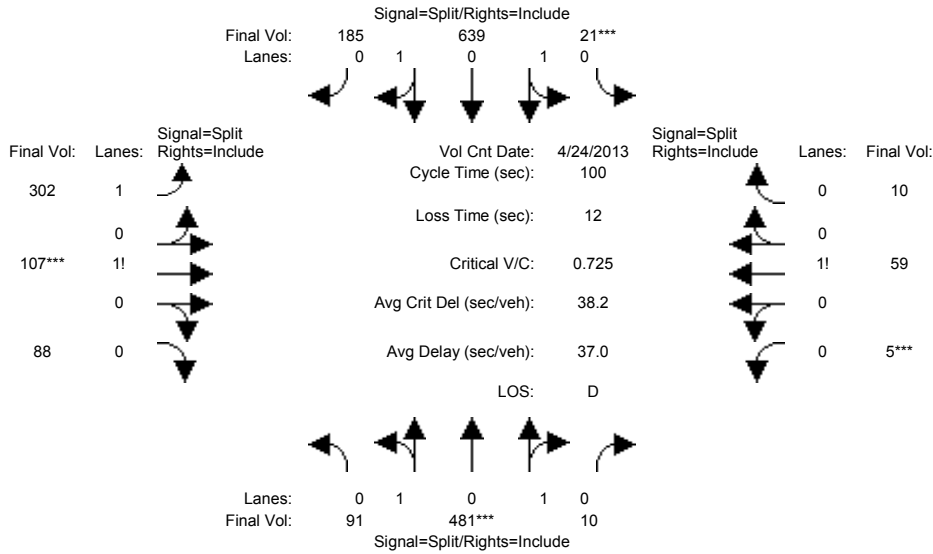 Signal=Split/Rights=Include
Final Vol: 185 639 21***
Lanes: 0 1 0 1 0
Signal=Split
Final Vol: Lanes: Rights=Include
Vol Cnt Date: 4/24/2013
Signal=Split
Rights=Include Lanes: Final Vol:
Cycle Time (sec): 100
302 1
0 10
Loss Time (sec): 12
0
0
107*** 1!
Critical V/C: 0.725
1! 59
0
Avg Crit Del (sec/veh): 38.2
0
88 0
Avg Delay (sec/veh): 37.0
0 5***
LOS: D
Lanes: 0 1 0 1 0
Final Vol: 91 481*** 10
Signal=Split/Rights=Include